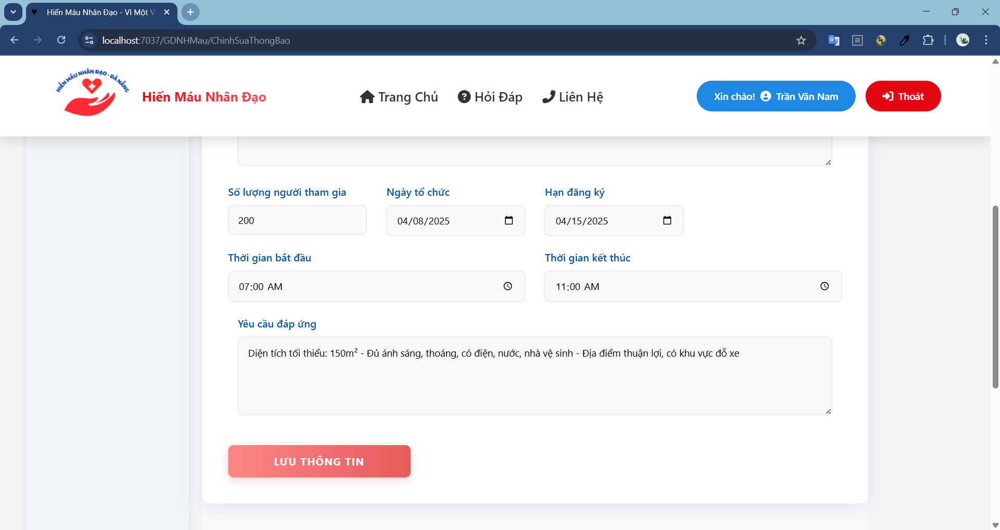 Hiến Máu Nhân Đạo - Vì Một V
localhost:7037/GDNHMau/ChinhSuaThongBao
HIẾN MÁU NHÂN ĐẠO - ĐÀ NẴNG
Hiến Máu Nhân Đạo
Trang Chủ
Hỏi Đáp
Liên Hệ
Xin chào! Trần Văn Nam
Thoát
Số lượng người tham gia
Ngày tổ chức
Hạn đăng ký
200
04/08/2025
04/15/2025
Thời gian bắt đầu
Thời gian kết thúc
07:00 AM
11:00 AM
Yêu cầu đáp ứng
Diện tích tối thiểu: 150m² - Đủ ánh sáng, thoáng, có điện, nước, nhà vệ sinh - Địa điểm thuận lợi, có khu vực đỗ xe
LƯU THÔNG TIN